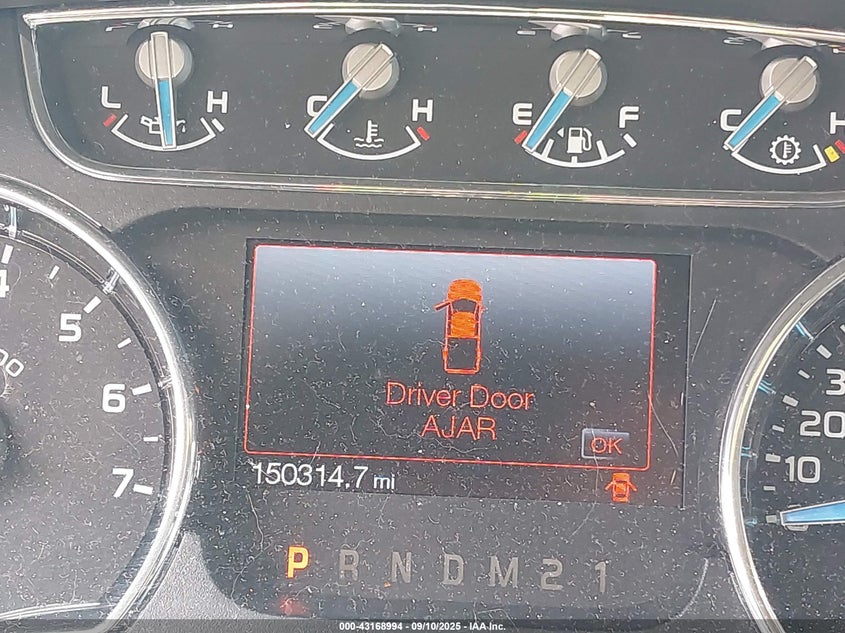 L H C H E F C H
4
5
6
7
Driver Door
AJAR
OK
150314.7 mi
P R N D M 2 1
20
10
000-43168994 - 09/10/2025 - IAA Inc.